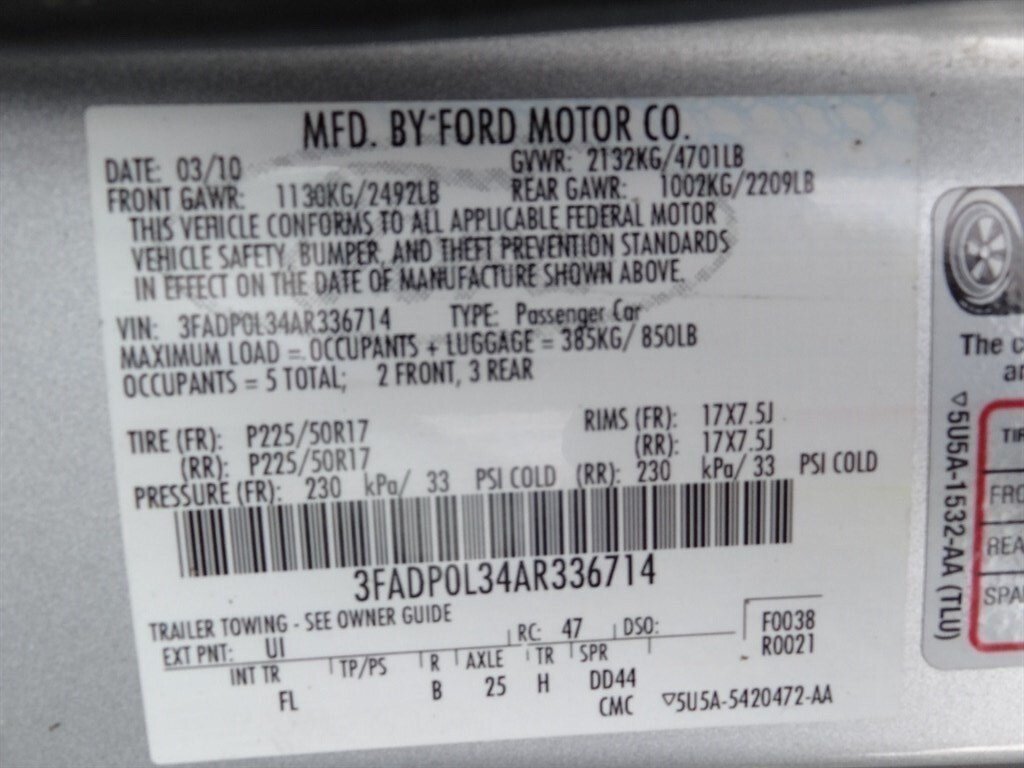 MFD. BY FORD MOTOR CO.
DATE: 03/10 GVWR: 2132KG/4701LB
FRONT GAWR: 1130KG/2492LB REAR GAWR: 1002KG/2209LB
THIS VEHICLE CONFORMS TO ALL APPLICABLE FEDERAL MOTOR
VEHICLE SAFETY, BUMPER, AND THEFT PREVENTION STANDARDS
IN EFFECT ON THE DATE OF MANUFACTURE SHOWN ABOVE.
VIN: 3FADP0L34AR336714 TYPE: Passenger Car
MAXIMUM LOAD = OCCUPANTS + LUGGAGE = 385KG/ 850LB
OCCUPANTS = 5 TOTAL; 2 FRONT, 3 REAR
TIRE (FR): P225/50R17 RIMS (FR): 17X7.5J
(RR): P225/50R17 (RR): 17X7.5J
PRESSURE (FR): 230 kPa/ 33 PSI COLD (RR): 230 kPa/ 33 PSI COLD
3FADP0L34AR336714
TRAILER TOWING - SEE OWNER GUIDE
EXT PNT: UI RC: 47 DSO: F0038
R0021
INT TR TP/PS R AXLE TR SPR
FL B 25 H DD44
CMC ▽5U5A-5420472-AA
The
▽5U5A-1532-AA (TLU)